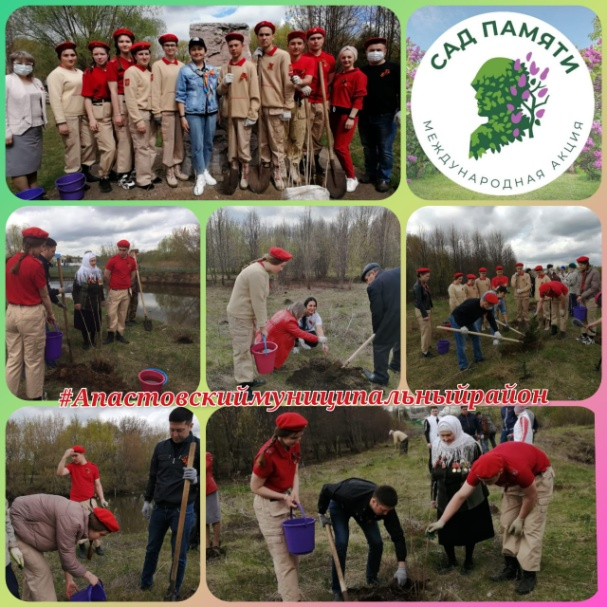 САД ПАМЯТИ
МЕЖДУНАРОДНАЯ АКЦИЯ
#Апастовскиймуниципальныйрайон